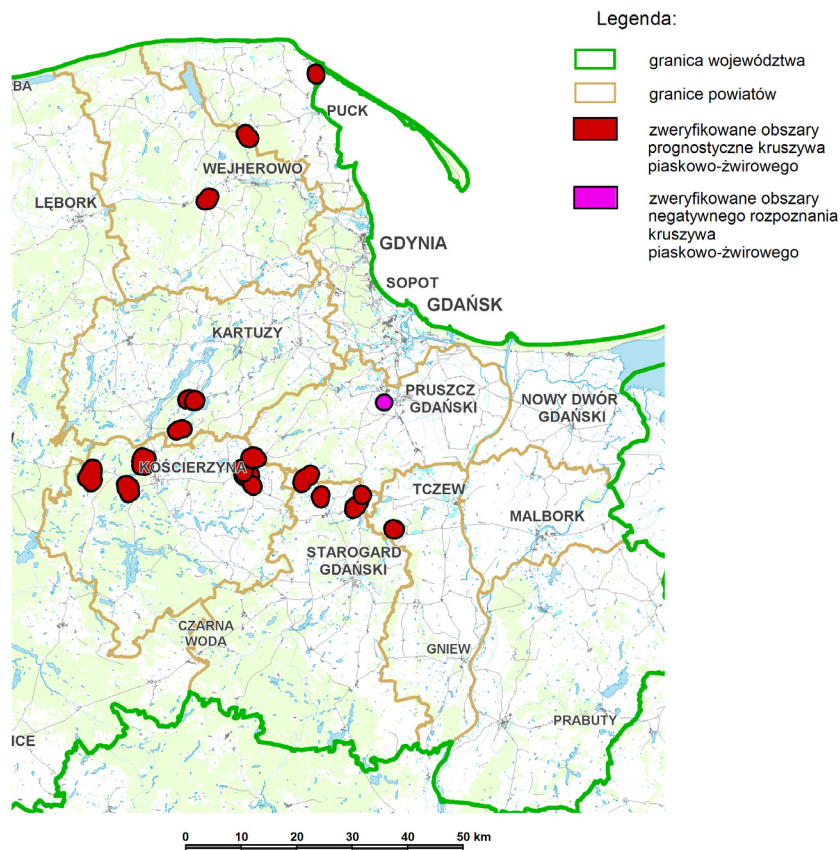 Legenda:
granica województwa
granice powiatów
zweryfikowane obszary
prognostyczne kruszywa
piaskowo-żwirowego
zweryfikowane obszary
negatywnego rozpoznania
kruszywa
piaskowo-żwirowego
BA
PUCK
WEJHEROWO
LĘBORK
GDYNIA
SOPOT
GDAŃSK
KARTUZY
PRUSZCZ
GDAŃSKI
NOWY DWÓR
GDAŃSKI
KOŚCIERZYNA
TCZEW
MALBORK
STAROGARD
GDAŃSKI
CZARNA
WODA
GNIEW
PRABUTY
ICE
0 10 20 30 40 50 km